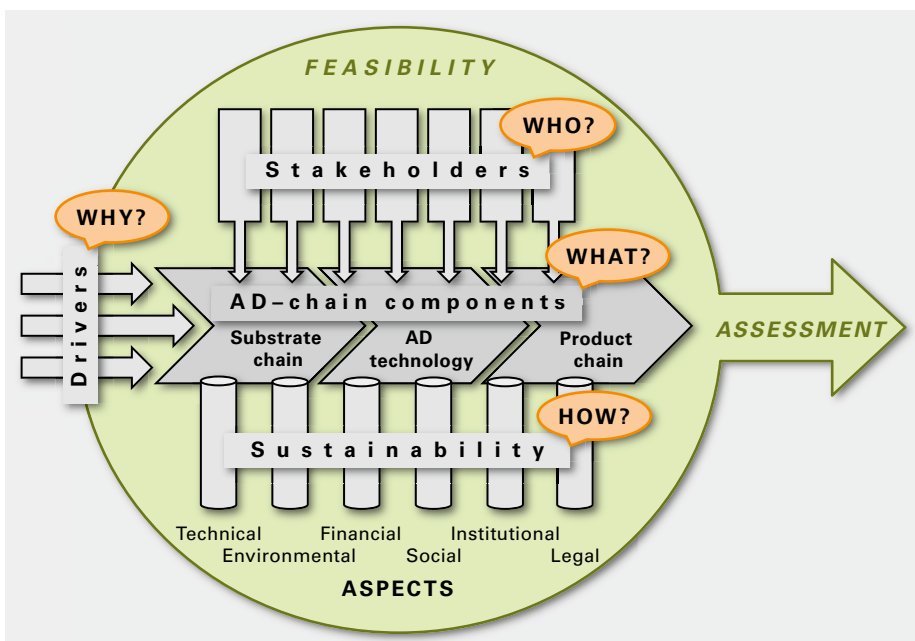 FEASIBILITY
WHO?
Stakeholders
WHY?
WHAT?
Drivers
AD–chain components
Substrate
chain
AD
technology
Product
chain
ASSESSMENT
HOW?
Sustainability
Technical
Financial
Institutional
Environmental
Social
Legal
ASPECTS